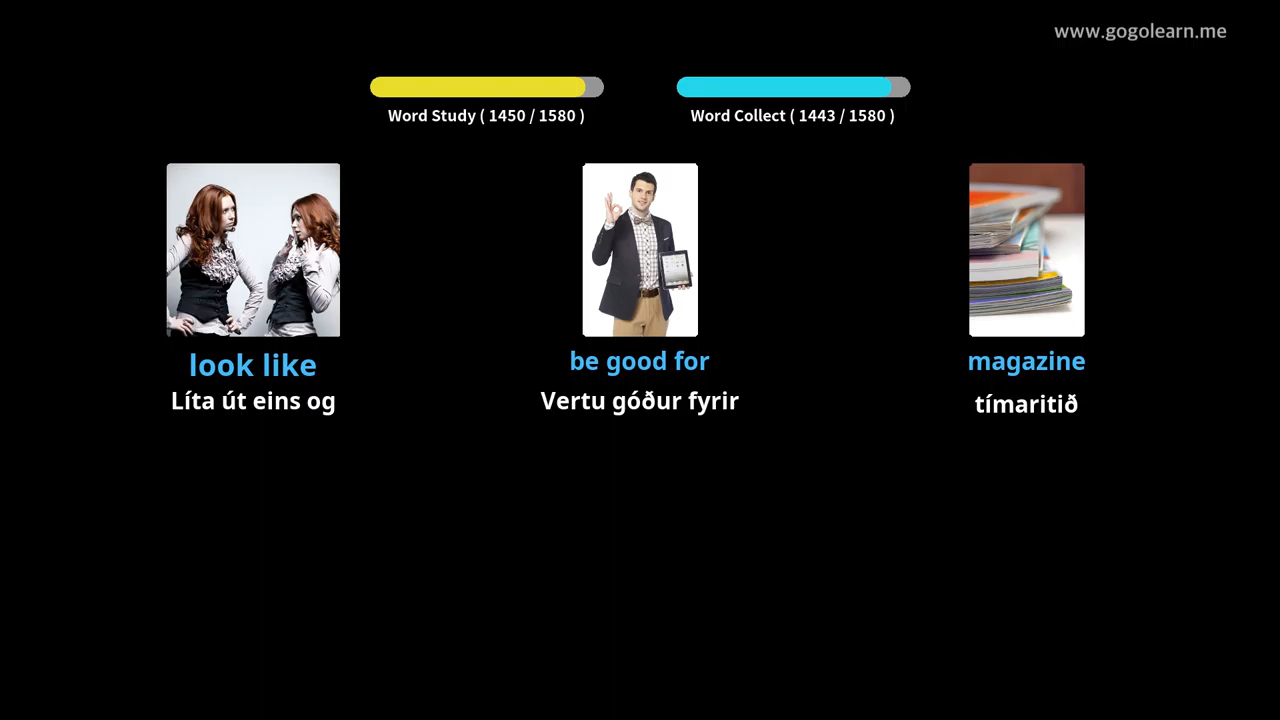 www.gogolearn.me
Word Study ( 1450 / 1580 )
Word Collect ( 1443 / 1580 )
look like
Líta út eins og
be good for
Vertu góður fyrir
magazine
tímaritið